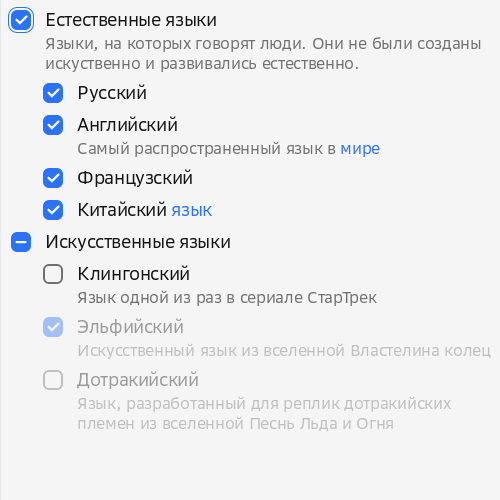 Естественные языки
Языки, на которых говорят люди. Они не были созданы
искуственно и развивались естественно.
Русский
Английский
Самый распространенный язык в мире
Французский
Китайский язык
Искусственные языки
Клингонский
Язык одной из раз в сериале СтарТрек
Эльфийский
Искусственный язык из вселенной Властелина колец
Дотракийский
Язык, разработанный для реплик дотракийских
племен из вселенной Песнь Льда и Огня